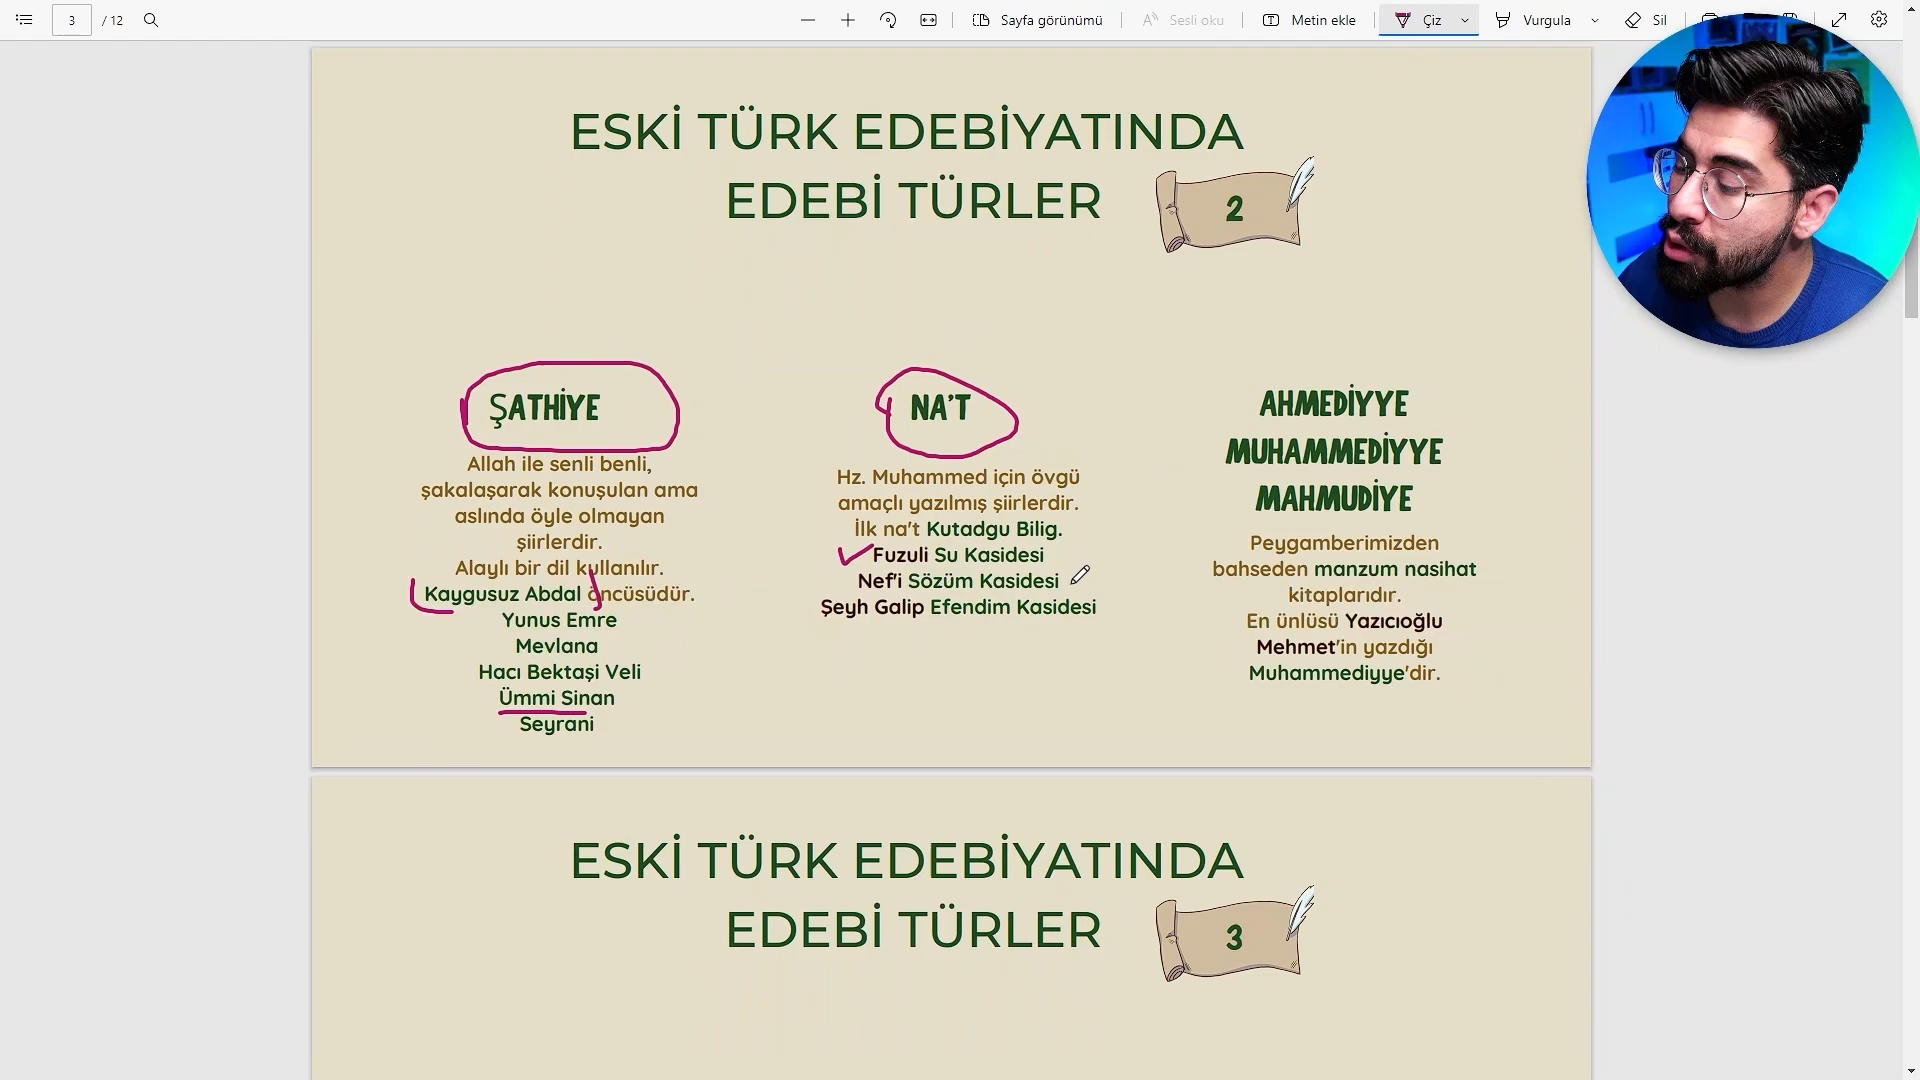 3 / 12
Sayfa görünümü
Sesli oku
Metin ekle
Çiz
Vurgula
Sil
ESKİ TÜRK EDEBİYATINDA
EDEBİ TÜRLER
2
ŞATHİYE
Allah ile senli benli,
şakalaşarak konuşulan ama
aslında öyle olmayan
şiirlerdir.
Alaylı bir dil kullanılır.
Kaygusuz Abdal öncüsüdür.
Yunus Emre
Mevlana
Hacı Bektaşi Veli
Ümmi Sinan
Seyrani
NA'T
Hz. Muhammed için övgü
amaçlı yazılmış şiirlerdir.
İlk na't Kutadgu Bilig.
Fuzuli Su Kasidesi
Nef'i Sözüm Kasidesi
Şeyh Galip Efendim Kasidesi
AHMEDİYYE
MUHAMMEDİYYE
MAHMUDİYE
Peygamberimizden
bahseden manzum nasihat
kitaplarıdır.
En ünlüsü Yazıcıoğlu
Mehmet'in yazdığı
Muhammediyye'dir.
ESKİ TÜRK EDEBİYATINDA
EDEBİ TÜRLER
3